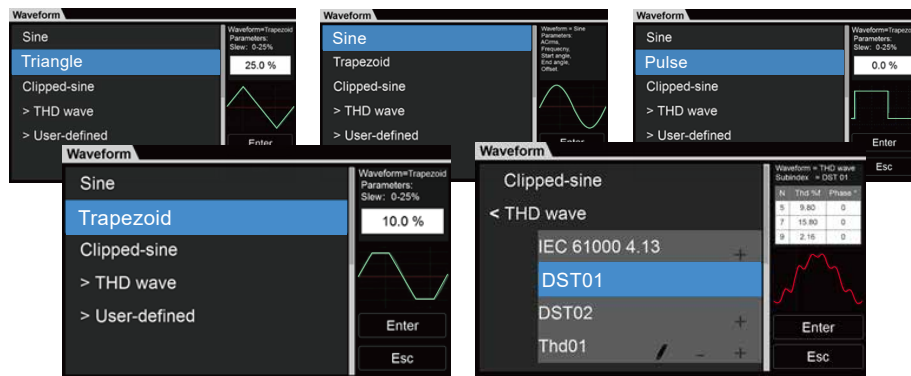 Waveform
Sine
Triangle
Clipped-sine
> THD wave
> User-defined
Waveform=Trapezoid
Parameters:
Slew: 0-25%
25.0 %
Enter
Waveform
Sine
Trapezoid
Clipped-sine
> THD wave
> User-defined
Waveform = Sine
Parameters:
ACrms,
Frequecny,
Start angle,
End angle,
Offset.
Enter
Waveform
Sine
Pulse
Clipped-sine
> THD wave
> User-defined
Parameters:
Slew: 0-25%
0.0 %
Enter
Esc
Waveform
Sine
Trapezoid
Clipped-sine
> THD wave
> User-defined
Waveform=Trapezoid
Parameters:
Slew: 0-25%
10.0 %
Enter
Esc
Waveform
Clipped-sine
< THD wave
IEC 61000 4.13 +
DST01
DST02 +
Thd01 - +
Waveform = THD wave
Subindex = DST 01
N Thd %f Phase °
5 9.80 0
7 15.80 0
9 2.16 0
Enter
Esc